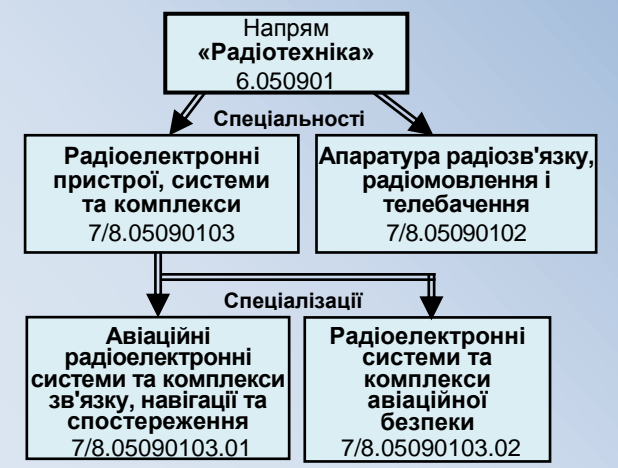 Напрям
«Радіотехніка»
6.050901
Спеціальності
Радіоелектронні
пристрої, системи
та комплекси
7/8.05090103
Апаратура радіозв'язку,
радіомовлення і
телебачення
7/8.05090102
Спеціалізації
Авіаційні
радіоелектронні
системи та комплекси
зв'язку, навігації та
спостереження
7/8.05090103.01
Радіоелектронні
системи та
комплекси
авіаційної
безпеки
7/8.05090103.02